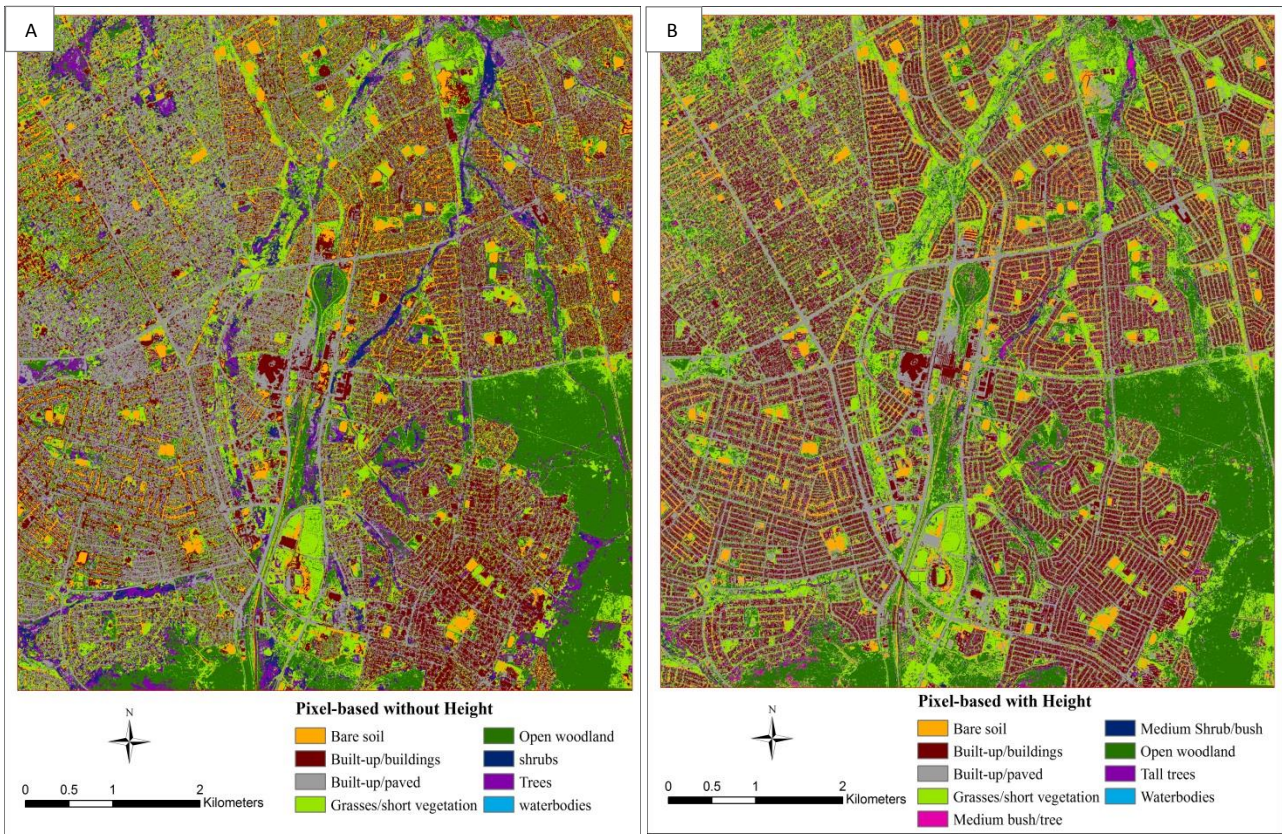 A
B
N
0 0.5 1 2
Kilometers
Pixel-based without Height
Bare soil
Built-up/buildings
Built-up/paved
Grasses/short vegetation
Open woodland
shrubs
Trees
waterbodies
N
0 0.5 1 2
Kilometers
Pixel-based with Height
Bare soil
Built-up/buildings
Built-up/paved
Grasses/short vegetation
Medium bush/tree
Medium Shrub/bush
Open woodland
Tall trees
Waterbodies